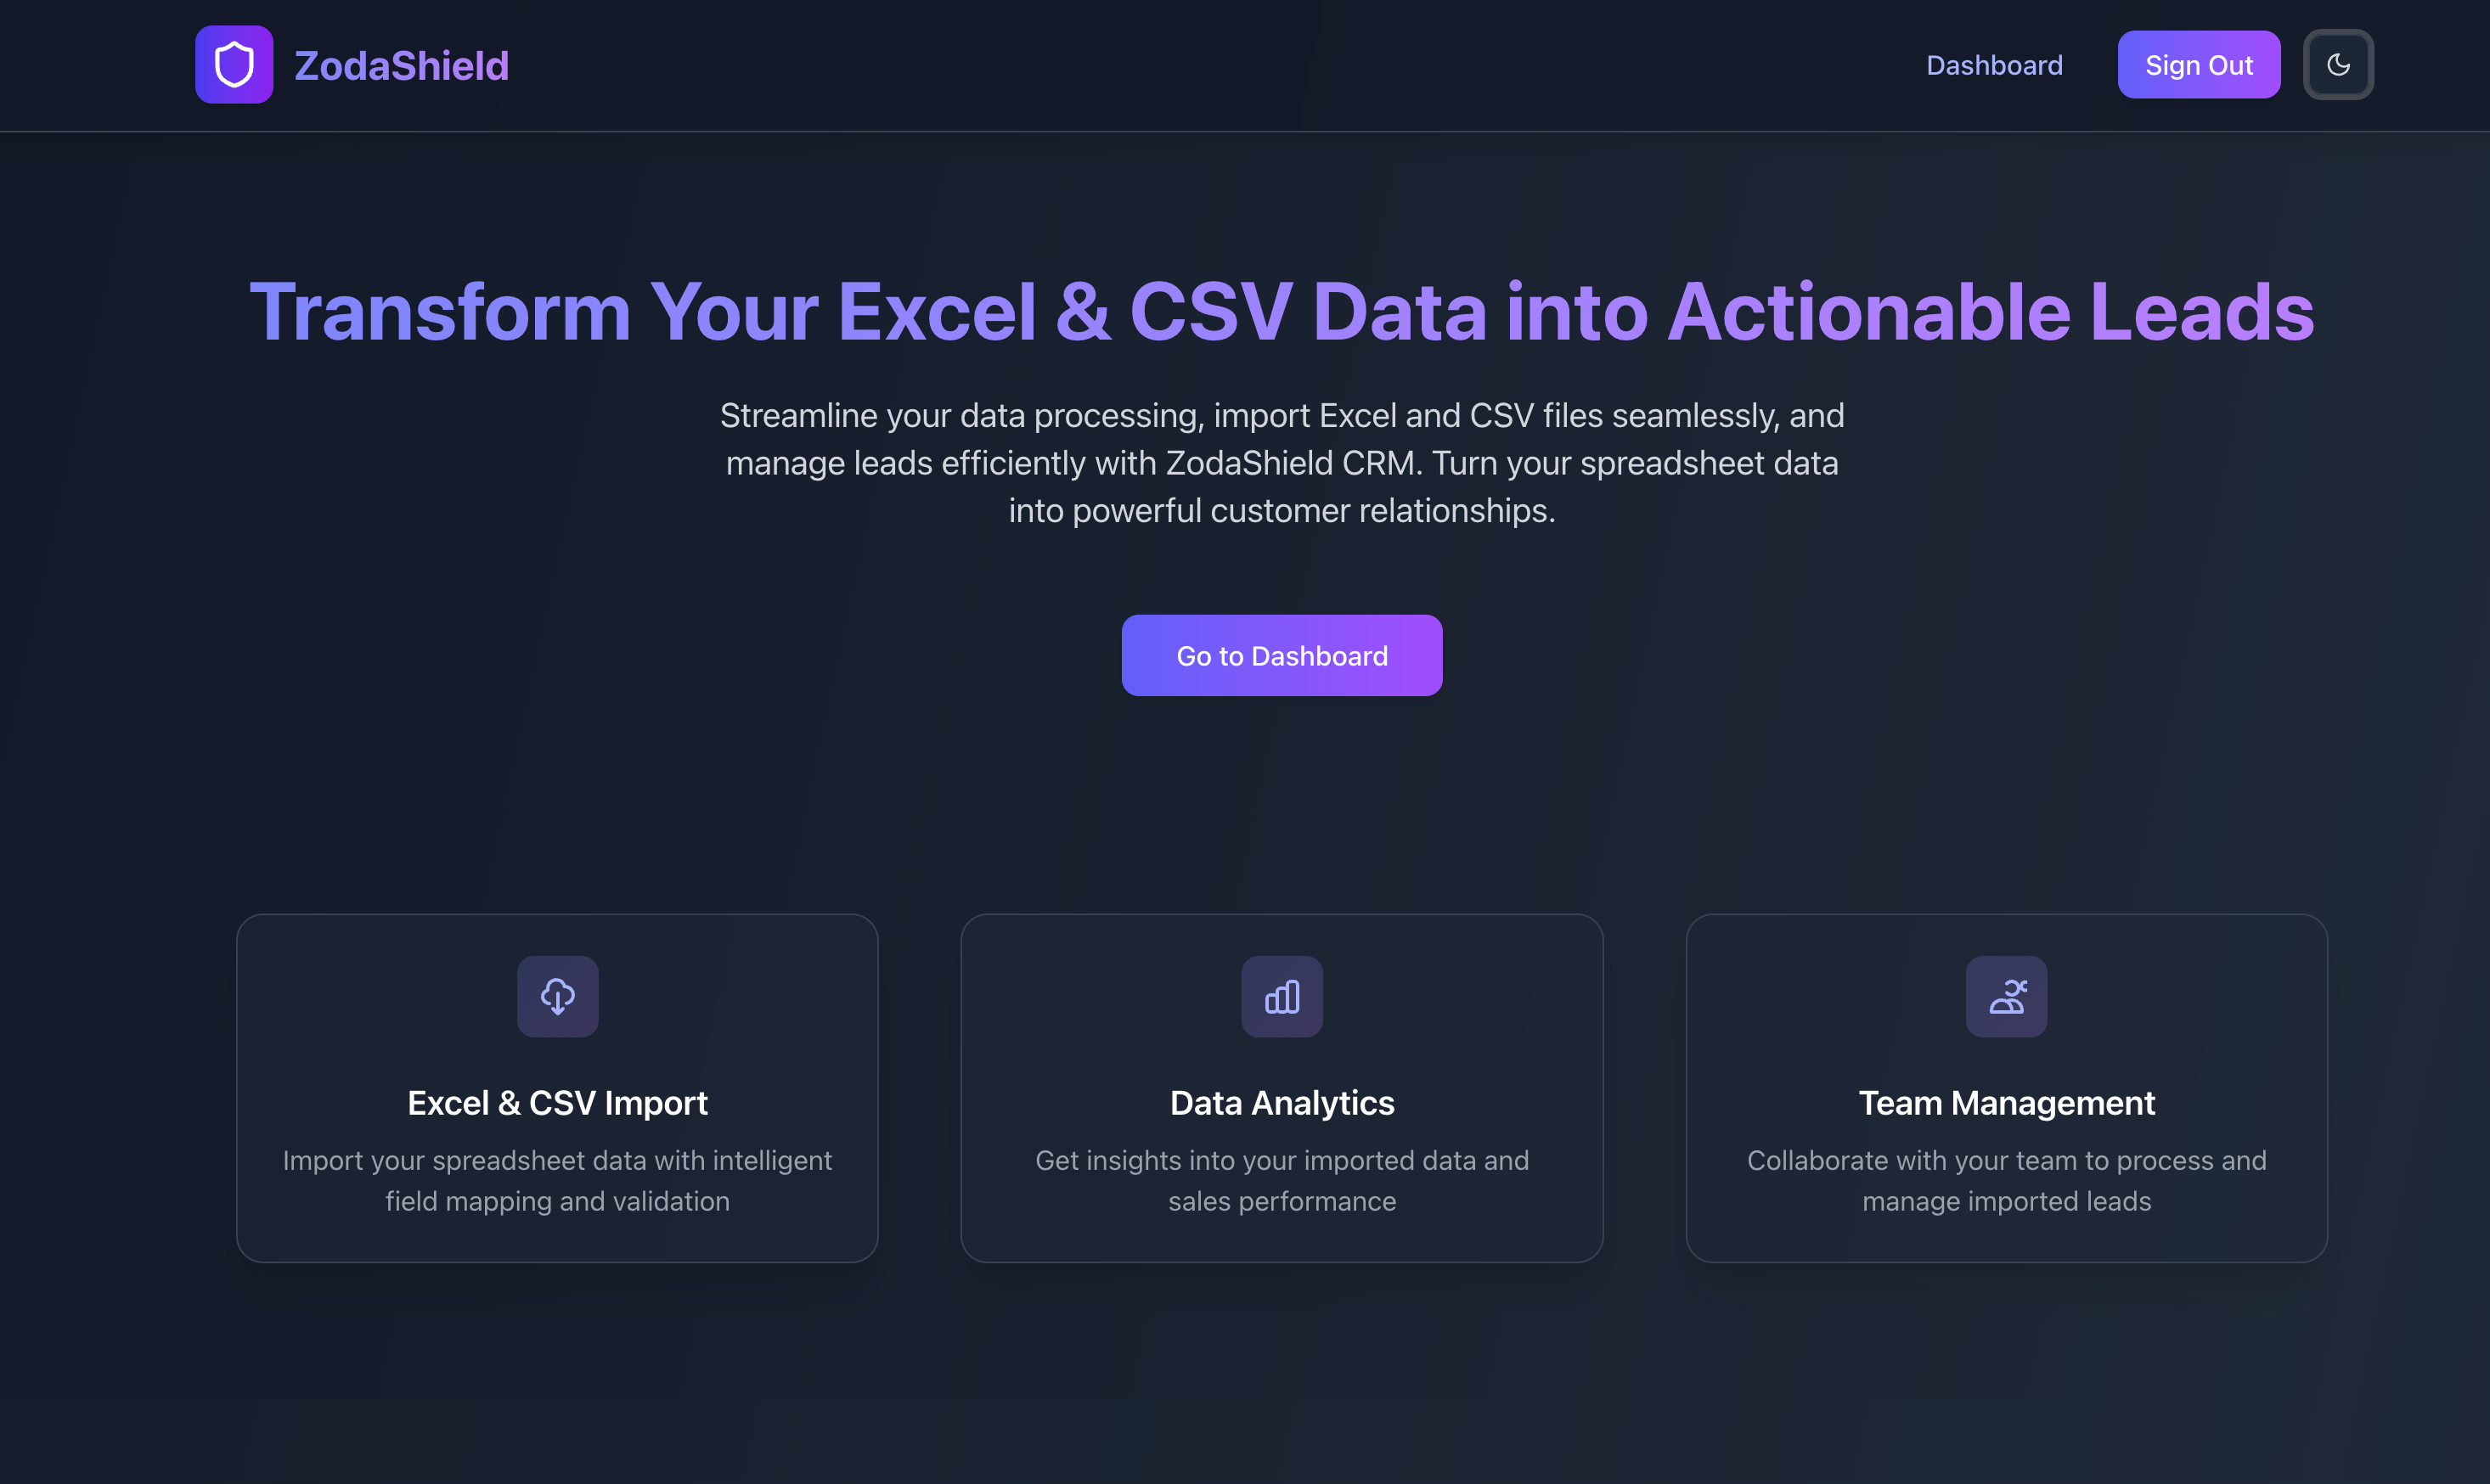 ZodaShield
Dashboard
Sign Out
Transform Your Excel & CSV Data into Actionable Leads
Streamline your data processing, import Excel and CSV files seamlessly, and
manage leads efficiently with ZodaShield CRM. Turn your spreadsheet data
into powerful customer relationships.
Go to Dashboard
Excel & CSV Import
Import your spreadsheet data with intelligent
field mapping and validation
Data Analytics
Get insights into your imported data and
sales performance
Team Management
Collaborate with your team to process and
manage imported leads